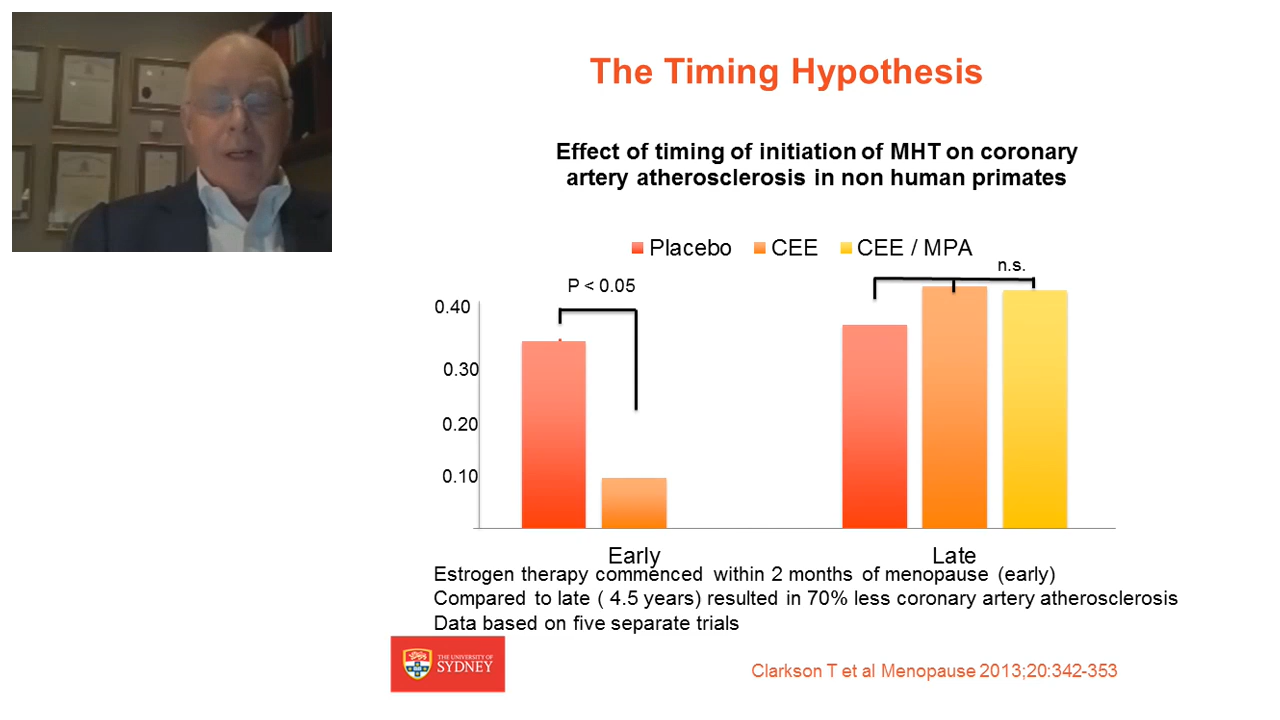 The Timing Hypothesis
Effect of timing of initiation of MHT on coronary
artery atherosclerosis in non human primates
Placebo CEE CEE / MPA
n.s.
P < 0.05
0.40
0.30
0.20
0.10
Early Late
Estrogen therapy commenced within 2 months of menopause (early)
Compared to late ( 4.5 years) resulted in 70% less coronary artery atherosclerosis
Data based on five separate trials
THE UNIVERSITY OF
SYDNEY
Clarkson T et al Menopause 2013;20:342-353